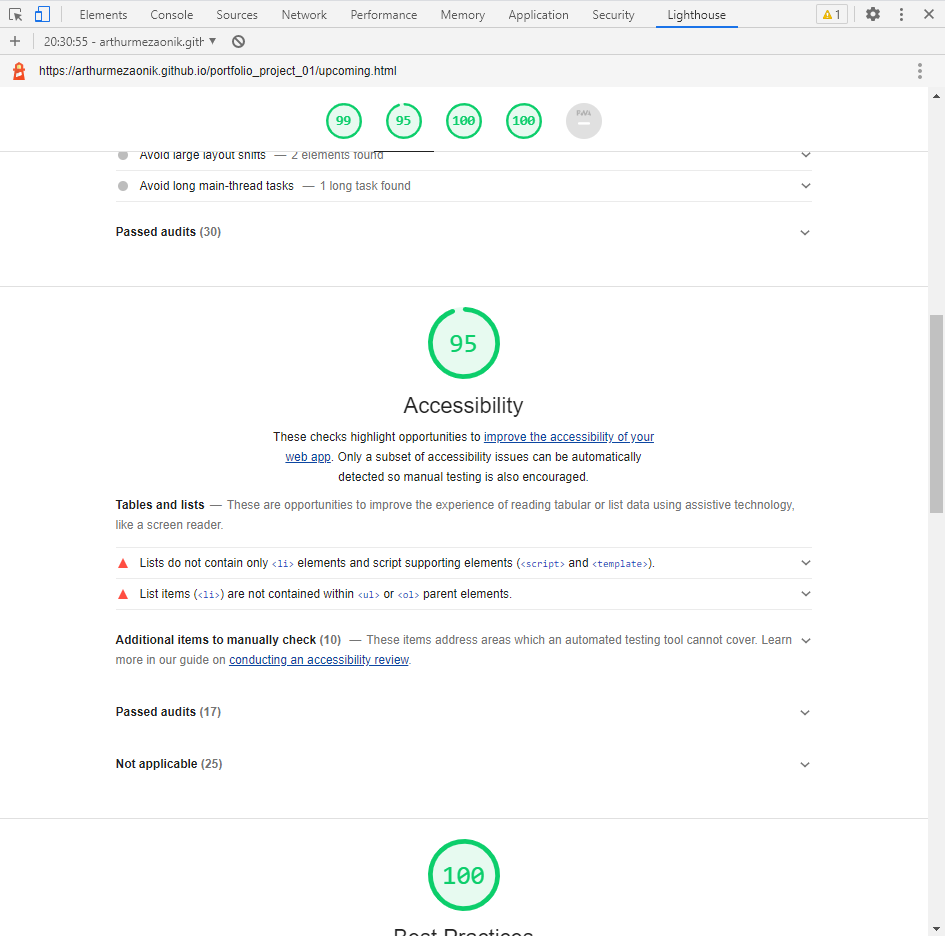 Elements Console Sources Network Performance Memory Application Security Lighthouse 1
20:30:55 - arthurmezaonik.gith
https://arthurmezaonik.github.io/portfolio_project_01/upcoming.html
99 95 100 100 PWA
Avoid large layout shifts — 2 elements found
Avoid long main-thread tasks — 1 long task found
Passed audits (30)
95
Accessibility
These checks highlight opportunities to improve the accessibility of your
web app. Only a subset of accessibility issues can be automatically
detected so manual testing is also encouraged.
Tables and lists — These are opportunities to improve the experience of reading tabular or list data using assistive technology,
like a screen reader.
Lists do not contain only <li> elements and script supporting elements (<script> and <template>).
List items (<li>) are not contained within <ul> or <ol> parent elements.
Additional items to manually check (10) — These items address areas which an automated testing tool cannot cover. Learn
more in our guide on conducting an accessibility review.
Passed audits (17)
Not applicable (25)
100
Best Practices